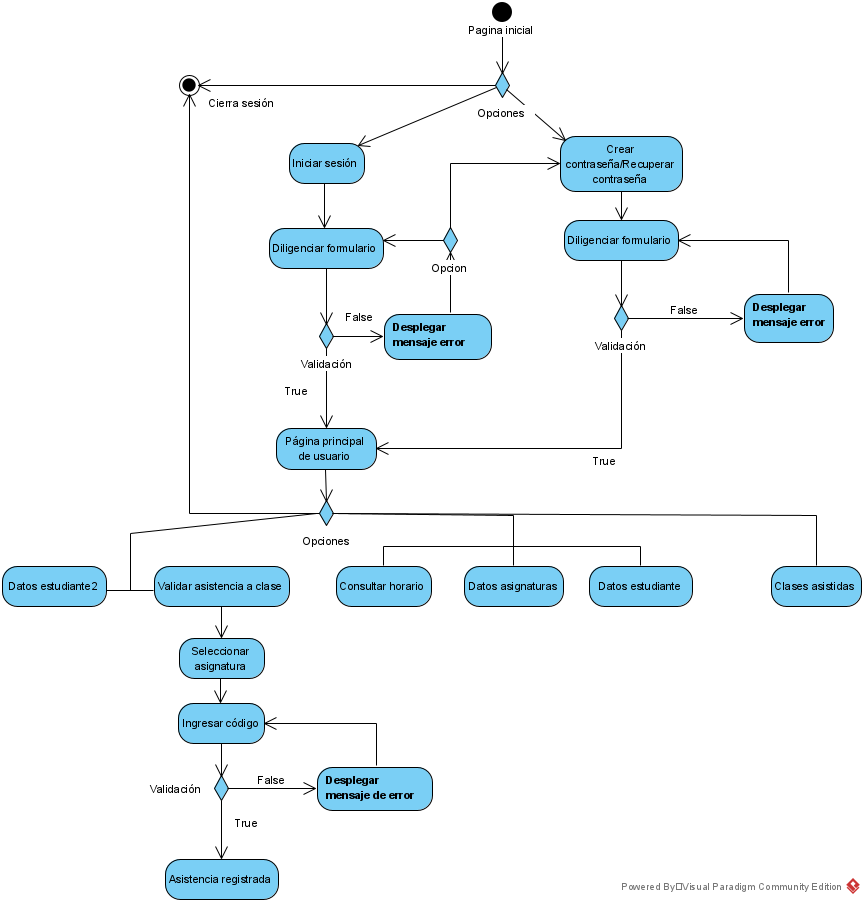 Pagina inicial
Cierra sesión
Opciones
Iniciar sesión
Crear
contraseña/Recuperar
contraseña
Diligenciar formulario
Diligenciar formulario
Opcion
False
Desplegar
mensaje error
False
Desplegar
mensaje error
Validación
Validación
True
Página principal
de usuario
True
Opciones
Datos estudiante2
Validar asistencia a clase
Consultar horario
Datos asignaturas
Datos estudiante
Clases asistidas
Seleccionar
asignatura
Ingresar código
Validación
False
Desplegar
mensaje de error
True
Asistencia registrada
Powered By□Visual Paradigm Community Edition